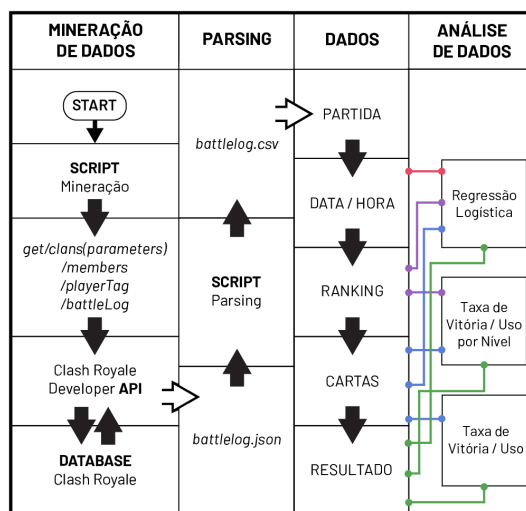 MINERAÇÃO
DE DADOS
PARSING
DADOS
ANÁLISE
DE DADOS
START
SCRIPT
Mineração
get/clans(parameters)
/members
/playerTag
/battleLog
Clash Royale
Developer API
DATABASE
Clash Royale
battlelog.csv
SCRIPT
Parsing
battlelog.json
PARTIDA
DATA / HORA
RANKING
CARTAS
RESULTADO
Regressão
Logística
Taxa de
Vitória / Uso
por Nível
Taxa de
Vitória / Uso